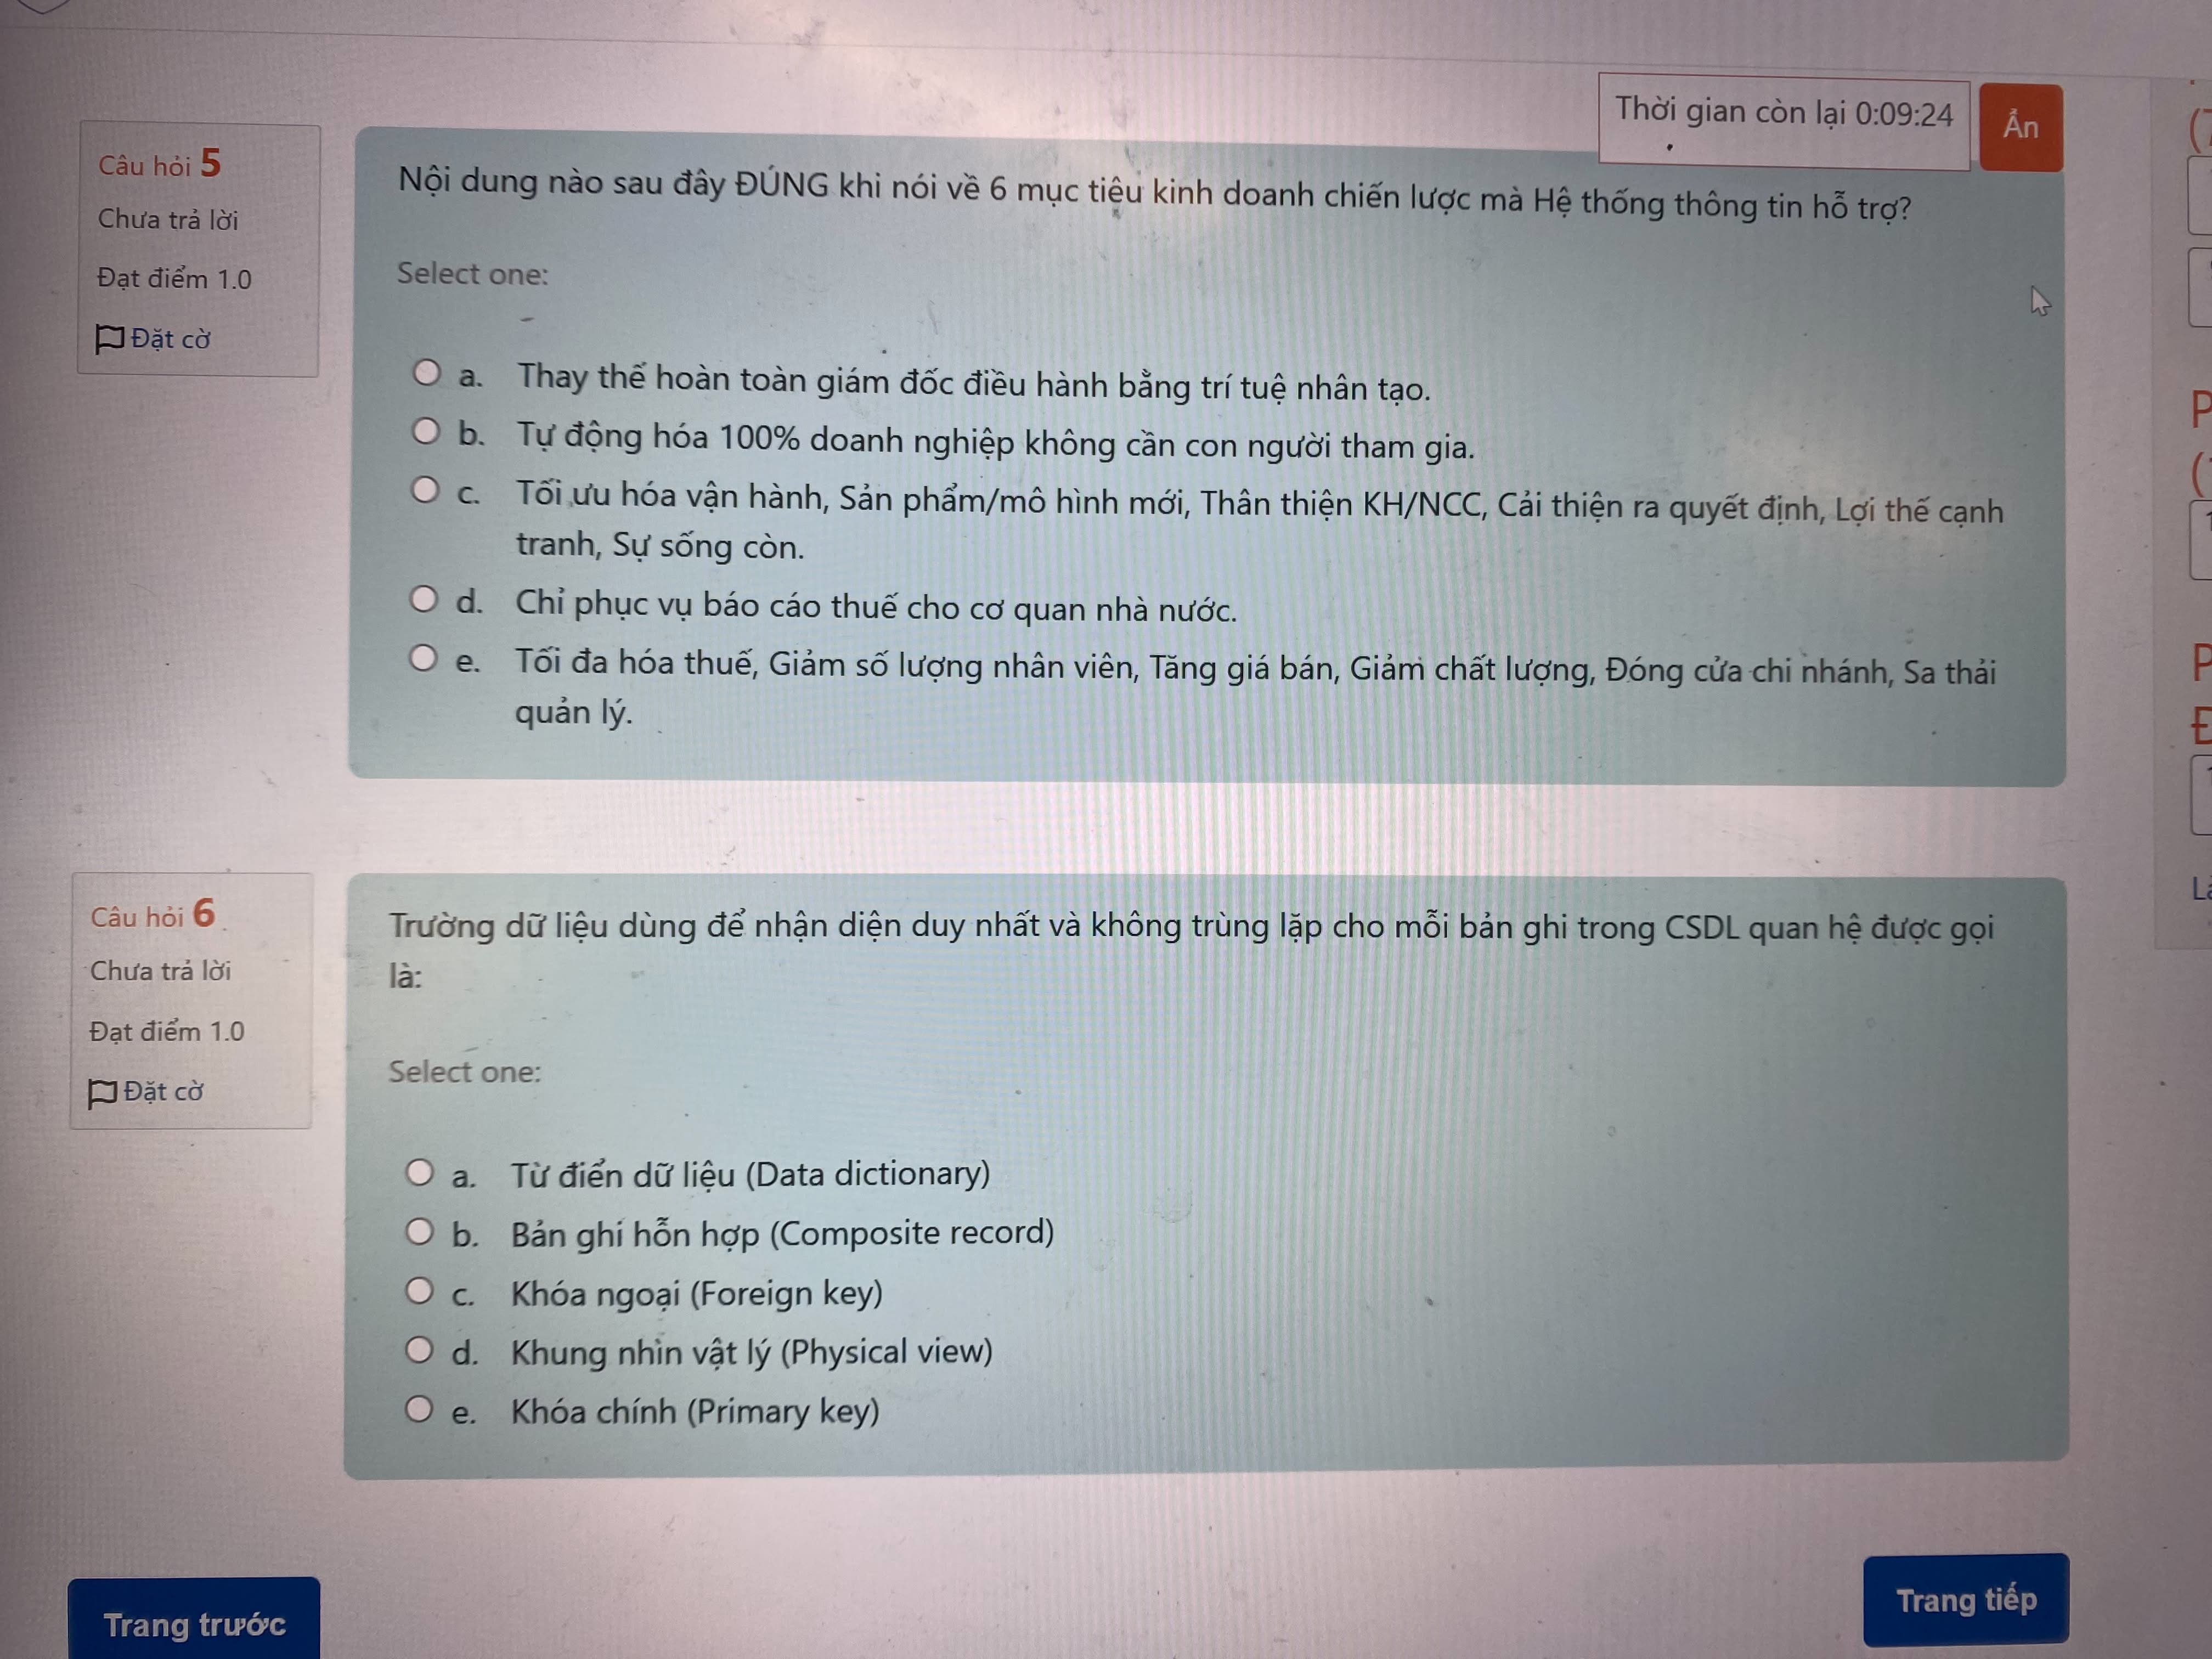 Thời gian còn lại 0:09:24
Ẩn
Câu hỏi 5
Chưa trả lời
Đạt điểm 1.0
Đặt cờ
Nội dung nào sau đây ĐÚNG khi nói về 6 mục tiêu kinh doanh chiến lược mà Hệ thống thông tin hỗ trợ?
Select one:
a. Thay thế hoàn toàn giám đốc điều hành bằng trí tuệ nhân tạo.
b. Tự động hóa 100% doanh nghiệp không cần con người tham gia.
c. Tối ưu hóa vận hành, Sản phẩm/mô hình mới, Thân thiện KH/NCC, Cải thiện ra quyết định, Lợi thế cạnh
tranh, Sự sống còn.
d. Chỉ phục vụ báo cáo thuế cho cơ quan nhà nước.
e. Tối đa hóa thuế, Giảm số lượng nhân viên, Tăng giá bán, Giảm chất lượng, Đóng cửa chi nhánh, Sa thải
quản lý.
Câu hỏi 6
Chưa trả lời
Đạt điểm 1.0
Đặt cờ
Trường dữ liệu dùng để nhận diện duy nhất và không trùng lặp cho mỗi bản ghi trong CSDL quan hệ được gọi
là:
Select one:
a. Từ điển dữ liệu (Data dictionary)
b. Bản ghi hỗn hợp (Composite record)
c. Khóa ngoại (Foreign key)
d. Khung nhìn vật lý (Physical view)
e. Khóa chính (Primary key)
Trang trước
Trang tiếp